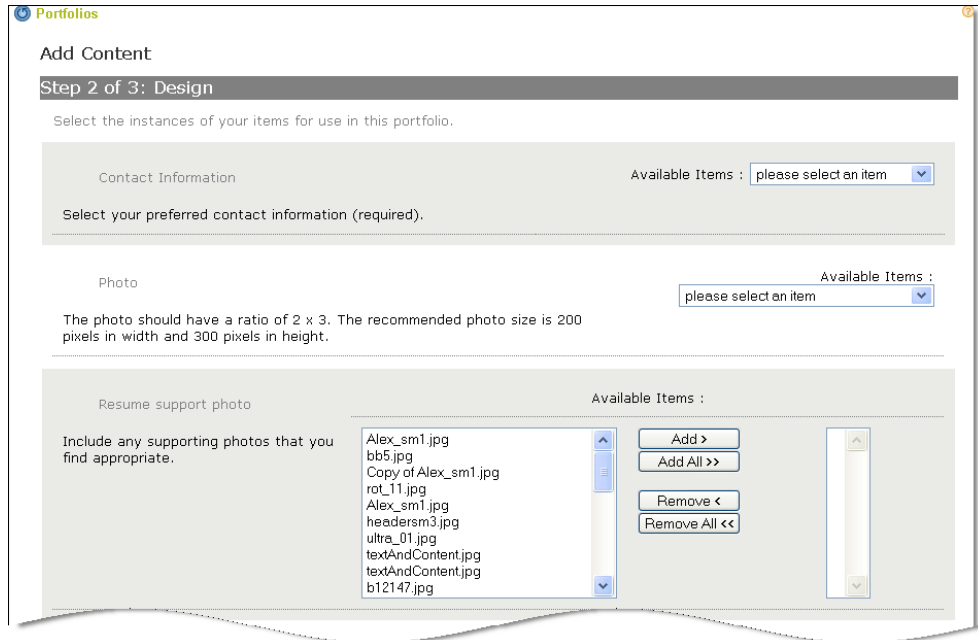 Portfolios
?
Add Content
Step 2 of 3: Design
Select the instances of your items for use in this portfolio.
Contact Information
Available Items : please select an item
Select your preferred contact information (required).
Photo
Available Items :
please select an item
The photo should have a ratio of 2 x 3. The recommended photo size is 200
pixels in width and 300 pixels in height.
Resume support photo
Available Items :
Include any supporting photos that you
find appropriate.
Alex_sm1.jpg
bb5.jpg
Copy of Alex_sm1.jpg
rot_11.jpg
Alex_sm1.jpg
headersm3.jpg
ultra_01.jpg
textAndContent.jpg
textAndContent.jpg
b12147.jpg
Add >
Add All >>
Remove <
Remove All <<